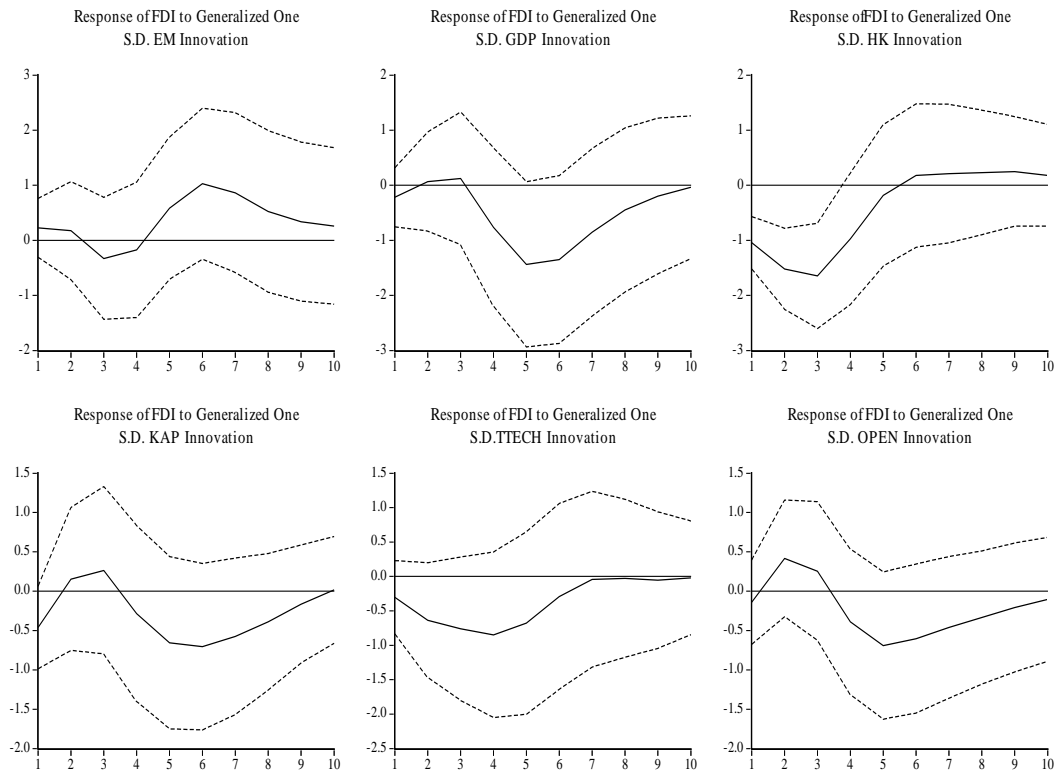 Response of FDI to Generalized One
S.D. EM Innovation
3
2
1
0
-1
-2
1 2 3 4 5 6 7 8 9 10
Response of FDI to Generalized One
S.D. GDP Innovation
2
1
0
-1
-2
-3
1 2 3 4 5 6 7 8 9 10
Response of FDI to Generalized One
S.D. HK Innovation
2
1
0
-1
-2
-3
1 2 3 4 5 6 7 8 9 10
Response of FDI to Generalized One
S.D. KAP Innovation
1.5
1.0
0.5
0.0
-0.5
-1.0
-1.5
-2.0
1 2 3 4 5 6 7 8 9 10
Response of FDI to Generalized One
S.D.TTECH Innovation
1.5
1.0
0.5
0.0
-0.5
-1.0
-1.5
-2.0
-2.5
1 2 3 4 5 6 7 8 9 10
Response of FDI to Generalized One
S.D. OPEN Innovation
1.5
1.0
0.5
0.0
-0.5
-1.0
-1.5
-2.0
1 2 3 4 5 6 7 8 9 10